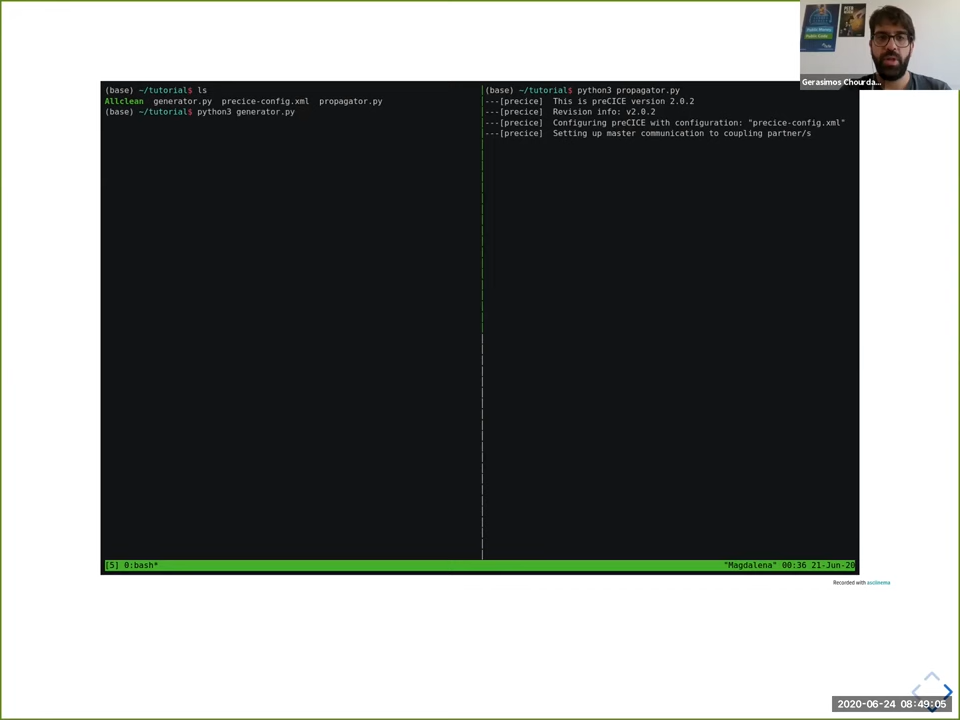 Gerasimos Chourda...
(base) ~/tutorial$ ls
Allclean  generator.py  precice-config.xml  propagator.py
(base) ~/tutorial$ python3 generator.py
(base) ~/tutorial$ python3 propagator.py
---[precice]  This is preCICE version 2.0.2
---[precice]  Revision info: v2.0.2
---[precice]  Configuring preCICE with configuration: "precice-config.xml"
---[precice]  Setting up master communication to coupling partner/s
[5] 0:bash*
"Magdalena" 00:36 21-Jun-20
Recorded with asciinema
2020-06-24 08:49:05